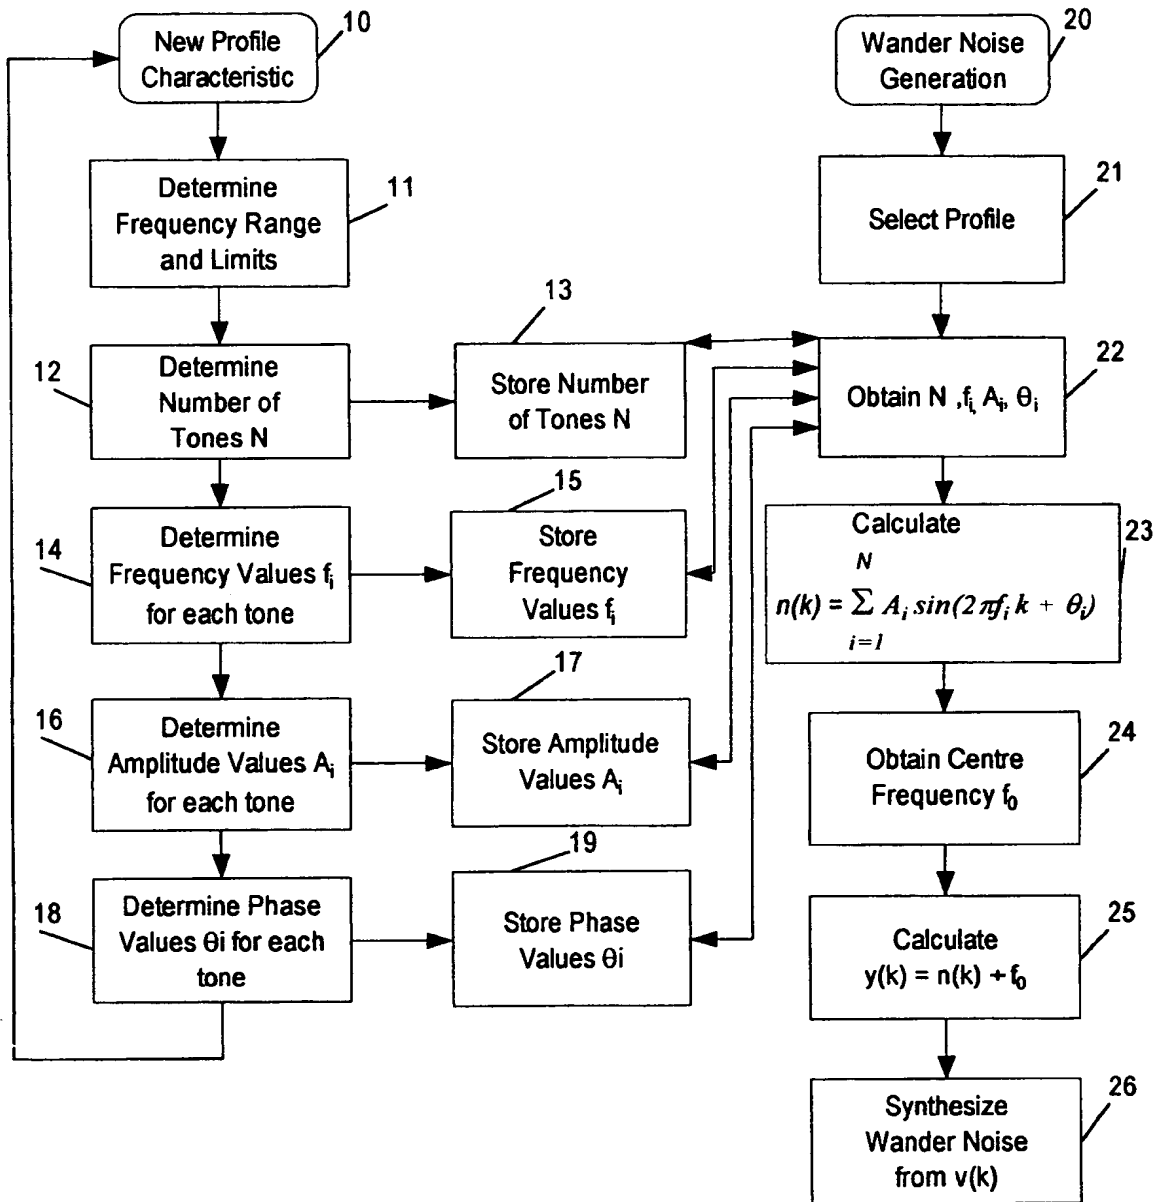 New Profile
Characteristic
10
Determine
Frequency Range
and Limits
11
12
Determine
Number of
Tones N
13
Store Number
of Tones N
14
Determine
Frequency Values fᵢ
for each tone
15
Store
Frequency
Values fᵢ
16
Determine
Amplitude Values Aᵢ
for each tone
17
Store Amplitude
Values Aᵢ
18
Determine Phase
Values θi for each
tone
19
Store Phase
Values θi
20
Wander Noise
Generation
21
Select Profile
22
Obtain N ,fᵢ, Aᵢ, θᵢ
23
Calculate
N
n(k) = Σ Aᵢ sin(2πfᵢ k + θᵢ)
i=1
24
Obtain Centre
Frequency f₀
25
Calculate
y(k) = n(k) + f₀
26
Synthesize
Wander Noise
from v(k)